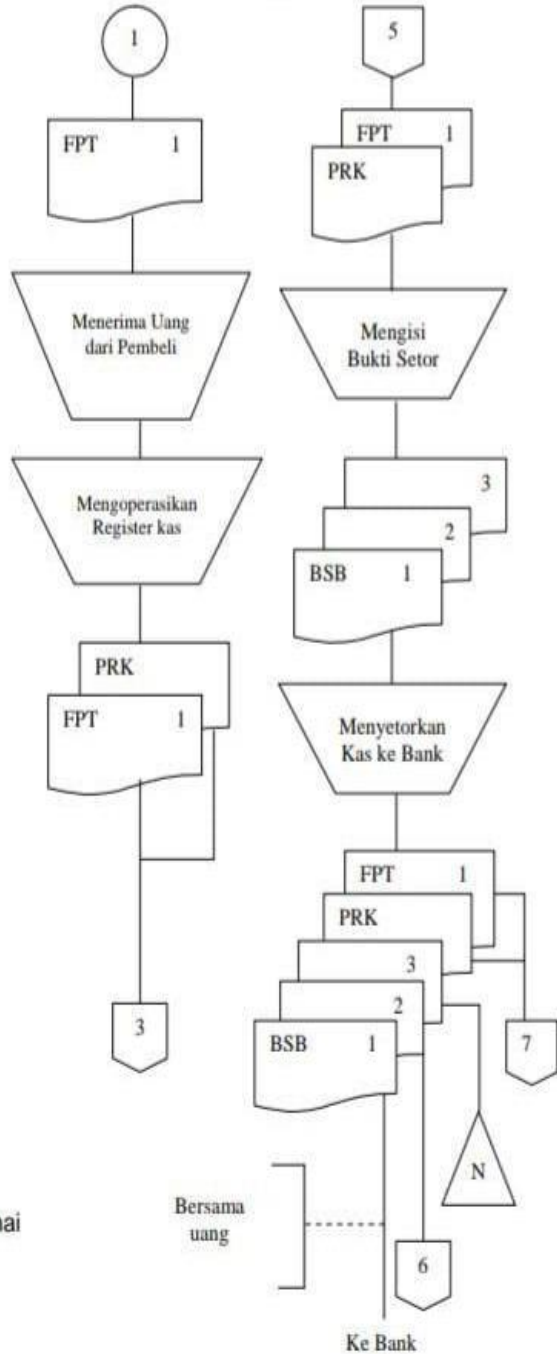 1
FPT 1
Menerima Uang
dari Pembeli
Mengoperasikan
Register kas
PRK
FPT 1
3
5
FPT 1
PRK
Mengisi
Bukti Setor
3
2
BSB 1
Menyetorkan
Kas ke Bank
FPT 1
PRK
3
2
BSB 1
7
N
Bersama
uang
6
Ke Bank